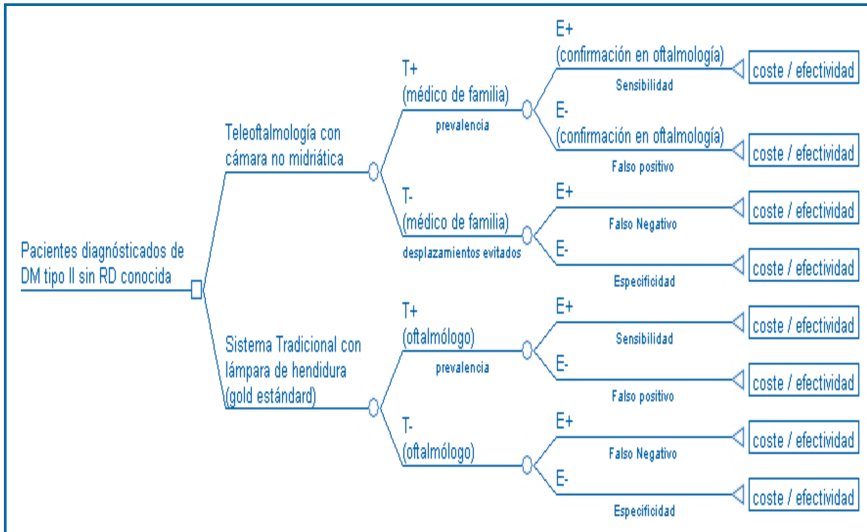 Pacientes diagnósticados de
DM tipo II sin RD conocida
Teleoftalmología con
cámara no midriática
T+
(médico de familia)
prevalencia
E+
(confirmación en oftalmología)
Sensibilidad
coste / efectividad
E-
(confirmación en oftalmología)
Falso positivo
coste / efectividad
T-
(médico de familia)
desplazamientos evitados
E+
Falso Negativo
coste / efectividad
E-
Especificidad
coste / efectividad
Sistema Tradicional con
lámpara de hendidura
(gold estándard)
T+
(oftalmólogo)
prevalencia
E+
Sensibilidad
coste / efectividad
E-
Falso positivo
coste / efectividad
T-
(oftalmólogo)
E+
Falso Negativo
coste / efectividad
E-
Especificidad
coste / efectividad